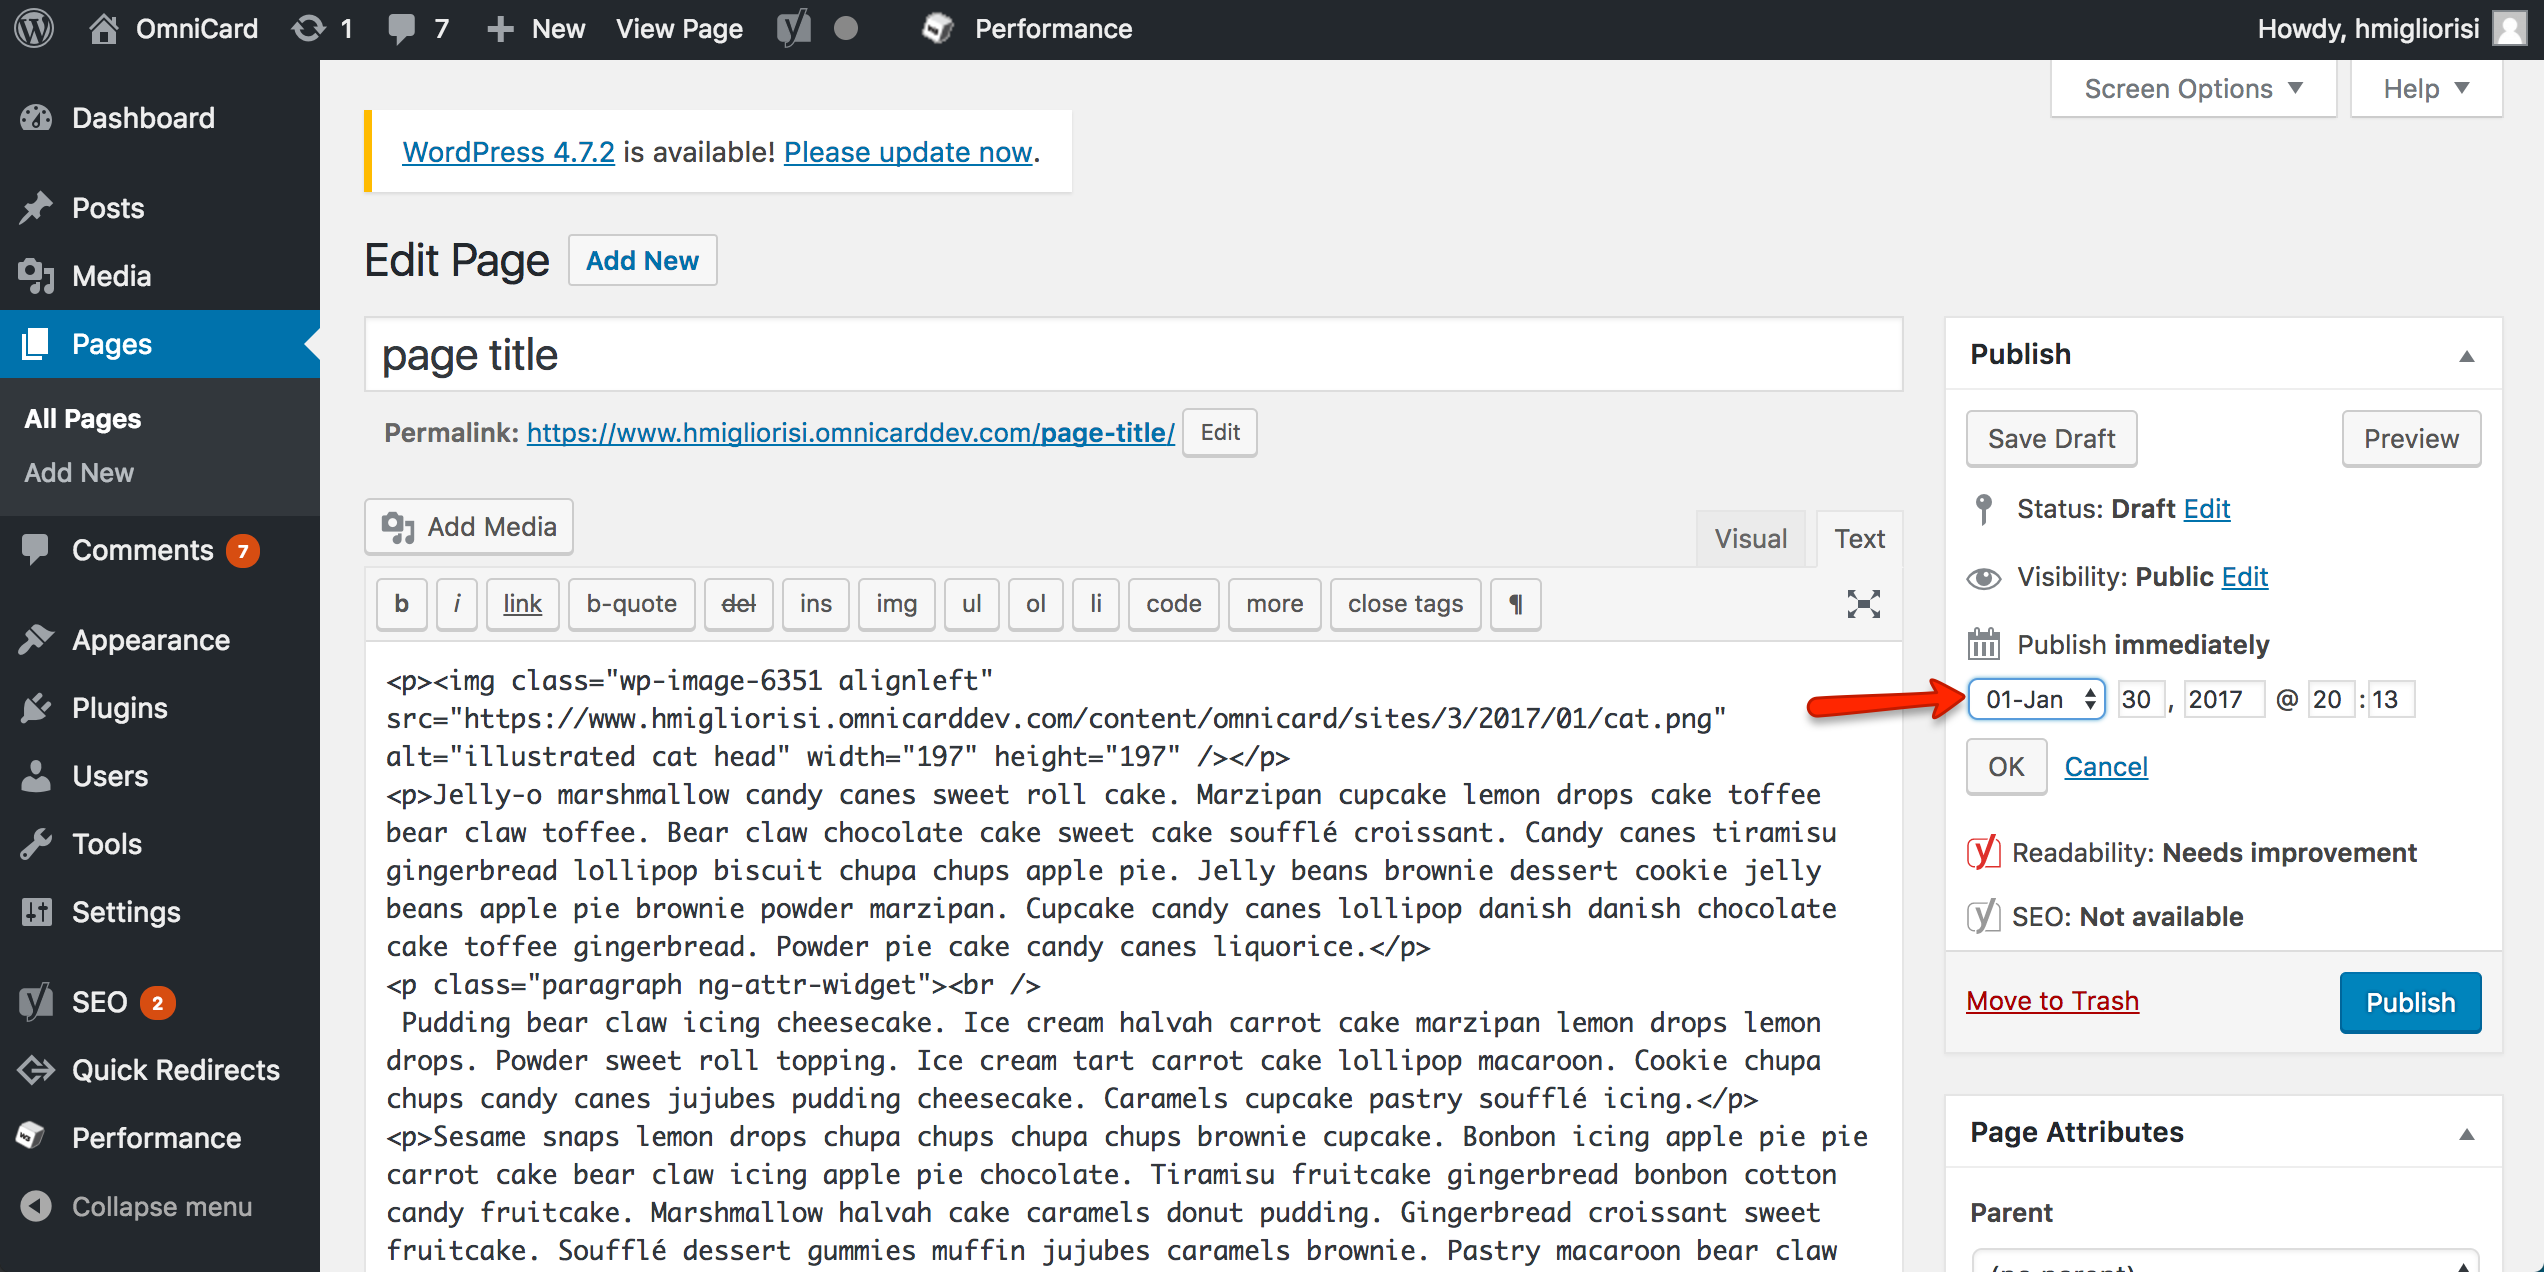 OmniCard 1 7 New View Page Performance Howdy, hmigliorisi
Screen Options Help
Dashboard
Posts
Media
Pages
All Pages
Add New
Comments 7
Appearance
Plugins
Users
Tools
Settings
SEO 2
Quick Redirects
Performance
Collapse menu
WordPress 4.7.2 is available! Please update now.
Edit Page Add New
page title
Permalink: https://www.hmigliorisi.omnicarddev.com/page-title/ Edit
Add Media
Visual Text
b i link b-quote del ins img ul ol li code more close tags ¶
<p><img class="wp-image-6351 alignleft"
src="https://www.hmigliorisi.omnicarddev.com/content/omnicard/sites/3/2017/01/cat.png"
alt="illustrated cat head" width="197" height="197" /></p>
<p>Jelly-o marshmallow candy canes sweet roll cake. Marzipan cupcake lemon drops cake toffee
bear claw toffee. Bear claw chocolate cake sweet cake soufflé croissant. Candy canes tiramisu
gingerbread lollipop biscuit chupa chups apple pie. Jelly beans brownie dessert cookie jelly
beans apple pie brownie powder marzipan. Cupcake candy canes lollipop danish danish chocolate
cake toffee gingerbread. Powder pie cake candy canes liquorice.</p>
<p class="paragraph ng-attr-widget"><br />
Pudding bear claw icing cheesecake. Ice cream halvah carrot cake marzipan lemon drops lemon
drops. Powder sweet roll topping. Ice cream tart carrot cake lollipop macaroon. Cookie chupa
chups candy canes jujubes pudding cheesecake. Caramels cupcake pastry soufflé icing.</p>
<p>Sesame snaps lemon drops chupa chups chupa chups brownie cupcake. Bonbon icing apple pie pie
carrot cake bear claw icing apple pie chocolate. Tiramisu fruitcake gingerbread bonbon cotton
candy fruitcake. Marshmallow halvah cake caramels donut pudding. Gingerbread croissant sweet
fruitcake. Soufflé dessert gummies muffin jujubes caramels brownie. Pastry macaroon bear claw
Publish
Save Draft Preview
Status: Draft Edit
Visibility: Public Edit
Publish immediately
01-Jan 30 , 2017 @ 20 : 13
OK Cancel
Readability: Needs improvement
SEO: Not available
Move to Trash Publish
Page Attributes
Parent
(no parent)